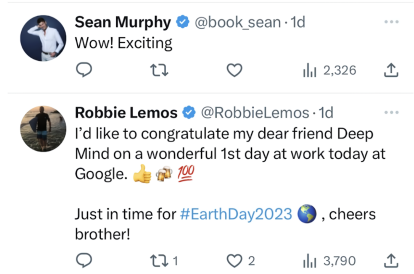 Sean Murphy @book_sean · 1d
Wow! Exciting
2,326
Robbie Lemos @RobbieLemos · 1d
I'd like to congratulate my dear friend Deep
Mind on a wonderful 1st day at work today at
Google. 👍🍻💯
Just in time for #EarthDay2023 🌎 , cheers
brother!
1 2 3,790